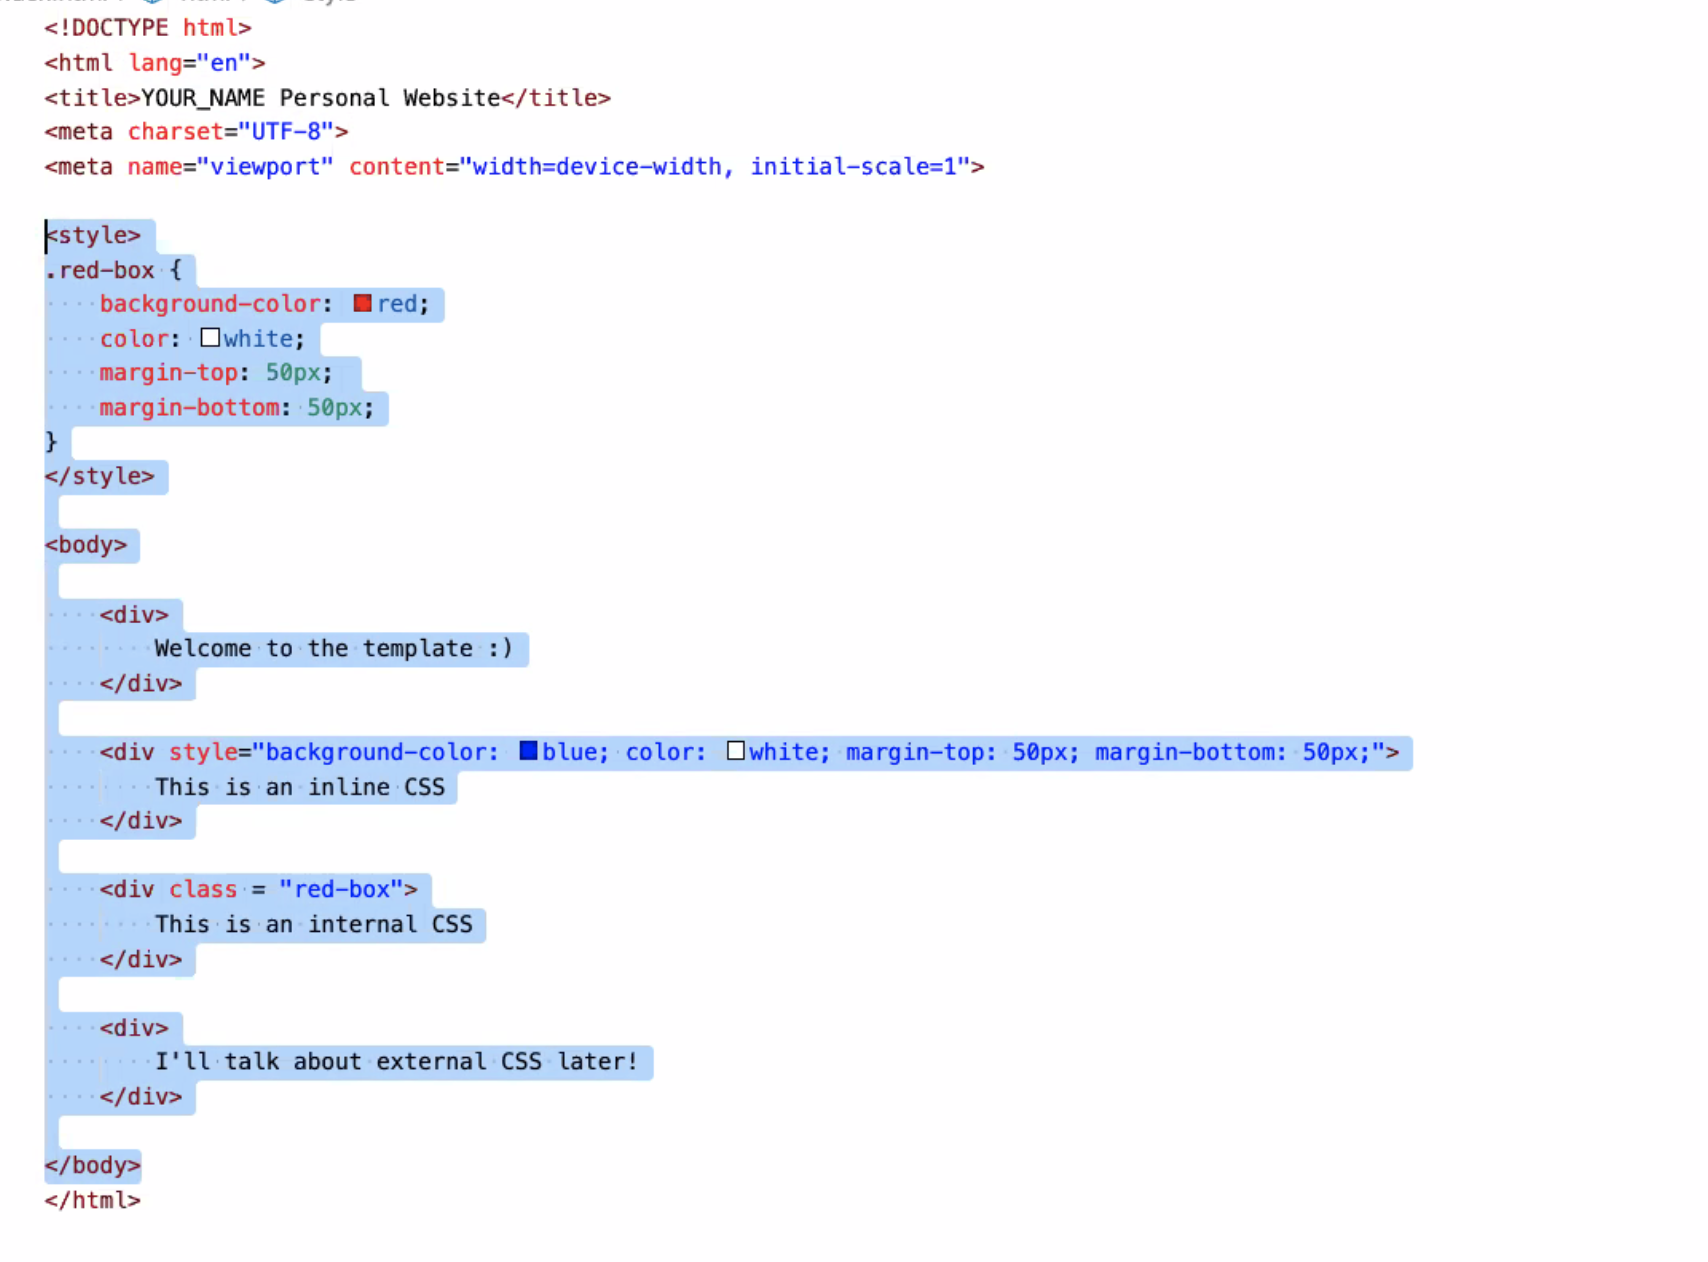 <!DOCTYPE html>
<html lang="en">
<title>YOUR_NAME Personal Website</title>
<meta charset="UTF-8">
<meta name="viewport" content="width=device-width, initial-scale=1">

<style>
.red-box {
    background-color: red;
    color: white;
    margin-top: 50px;
    margin-bottom: 50px;
}
</style>

<body>

    <div>
        Welcome to the template :)
    </div>

    <div style="background-color: blue; color: white; margin-top: 50px; margin-bottom: 50px;">
        This is an inline CSS
    </div>

    <div class = "red-box">
        This is an internal CSS
    </div>

    <div>
        I'll talk about external CSS later!
    </div>

</body>
</html>